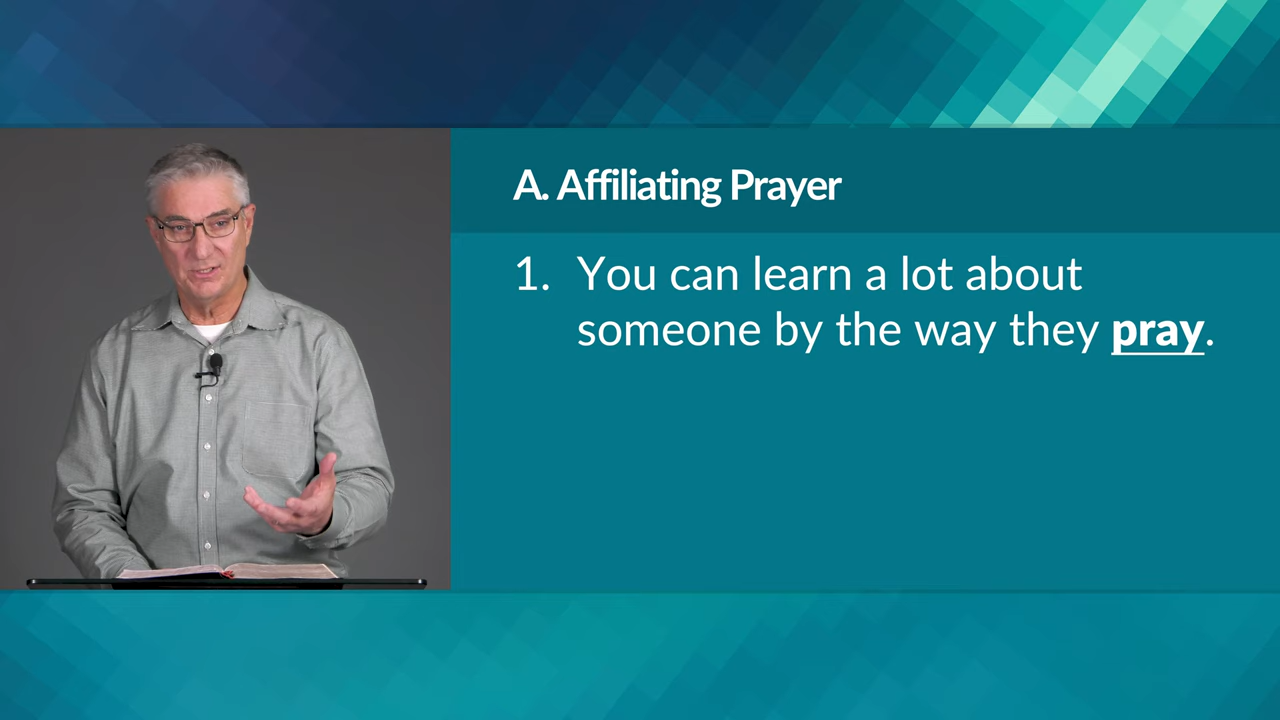 A. Affiliating Prayer
1. You can learn a lot about
someone by the way they pray.